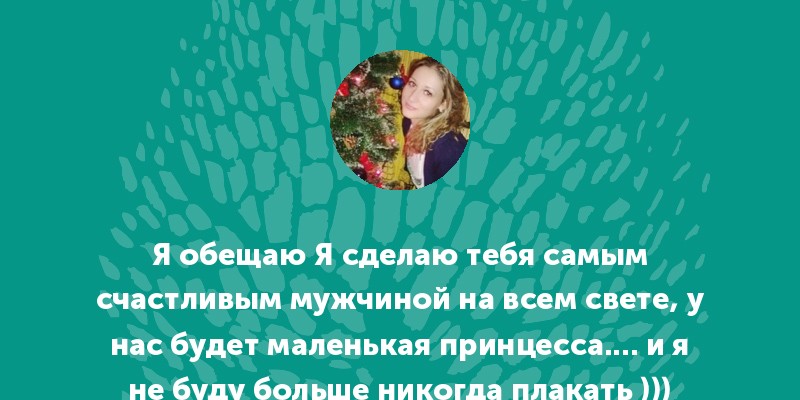 Я обещаю Я сделаю тебя самым
счастливым мужчиной на всем свете, у
нас будет маленькая принцесса.... и я
не буду больше никогда плакать )))